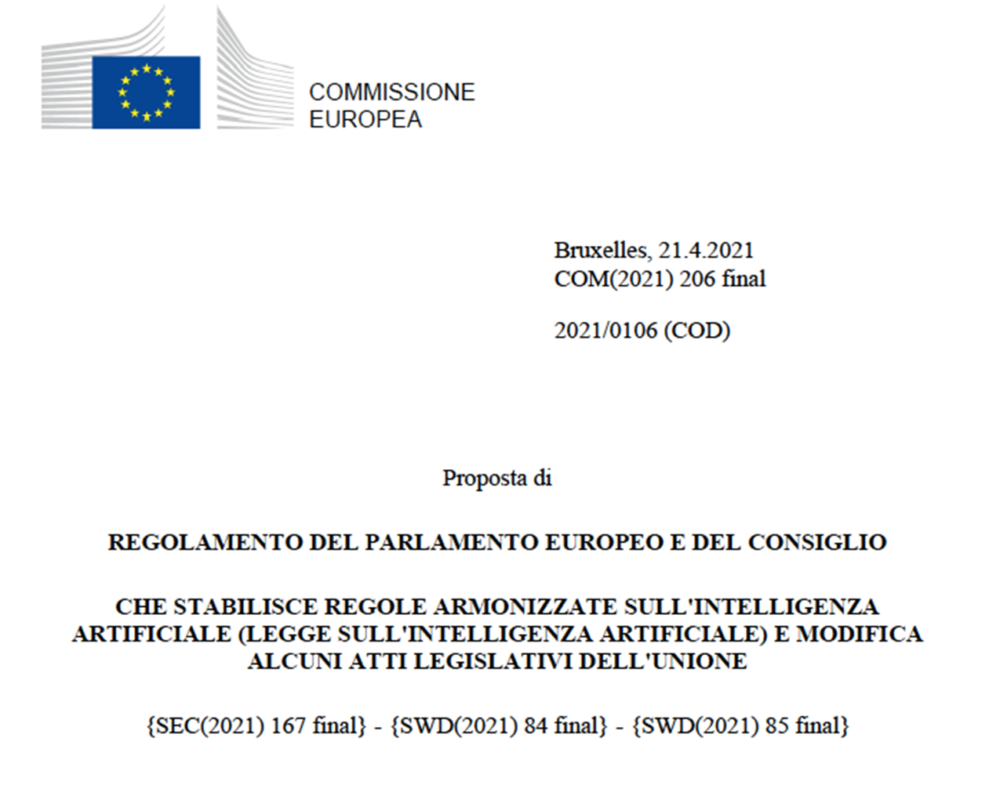 COMMISSIONE
EUROPEA
Bruxelles, 21.4.2021
COM(2021) 206 final
2021/0106 (COD)
Proposta di
REGOLAMENTO DEL PARLAMENTO EUROPEO E DEL CONSIGLIO
CHE STABILISCE REGOLE ARMONIZZATE SULL'INTELLIGENZA
ARTIFICIALE (LEGGE SULL'INTELLIGENZA ARTIFICIALE) E MODIFICA
ALCUNI ATTI LEGISLATIVI DELL'UNIONE
{SEC(2021) 167 final} - {SWD(2021) 84 final} - {SWD(2021) 85 final}